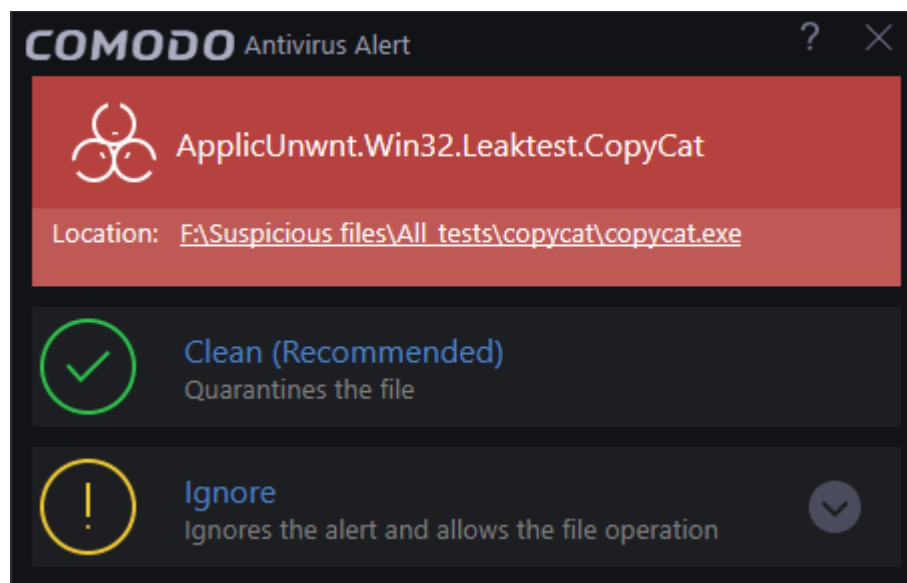 COMODO Antivirus Alert ?
ApplicUnwnt.Win32.Leaktest.CopyCat
Location: F:\Suspicious files\All_tests\copycat\copycat.exe
Clean (Recommended)
Quarantines the file
!
Ignore
Ignores the alert and allows the file operation